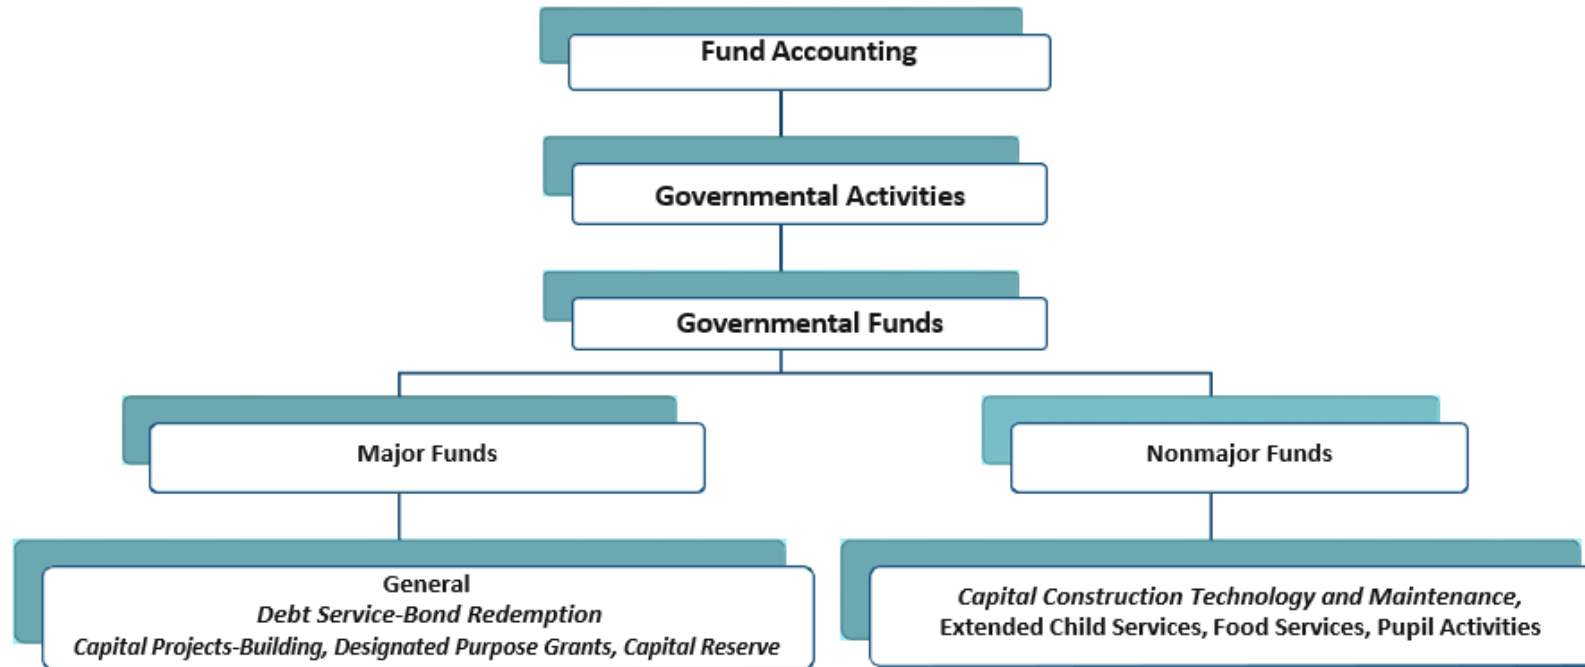 Fund Accounting
Governmental Activities
Governmental Funds
Major Funds
Nonmajor Funds
General
Debt Service-Bond Redemption
Capital Projects-Building, Designated Purpose Grants, Capital Reserve
Capital Construction Technology and Maintenance,
Extended Child Services, Food Services, Pupil Activities